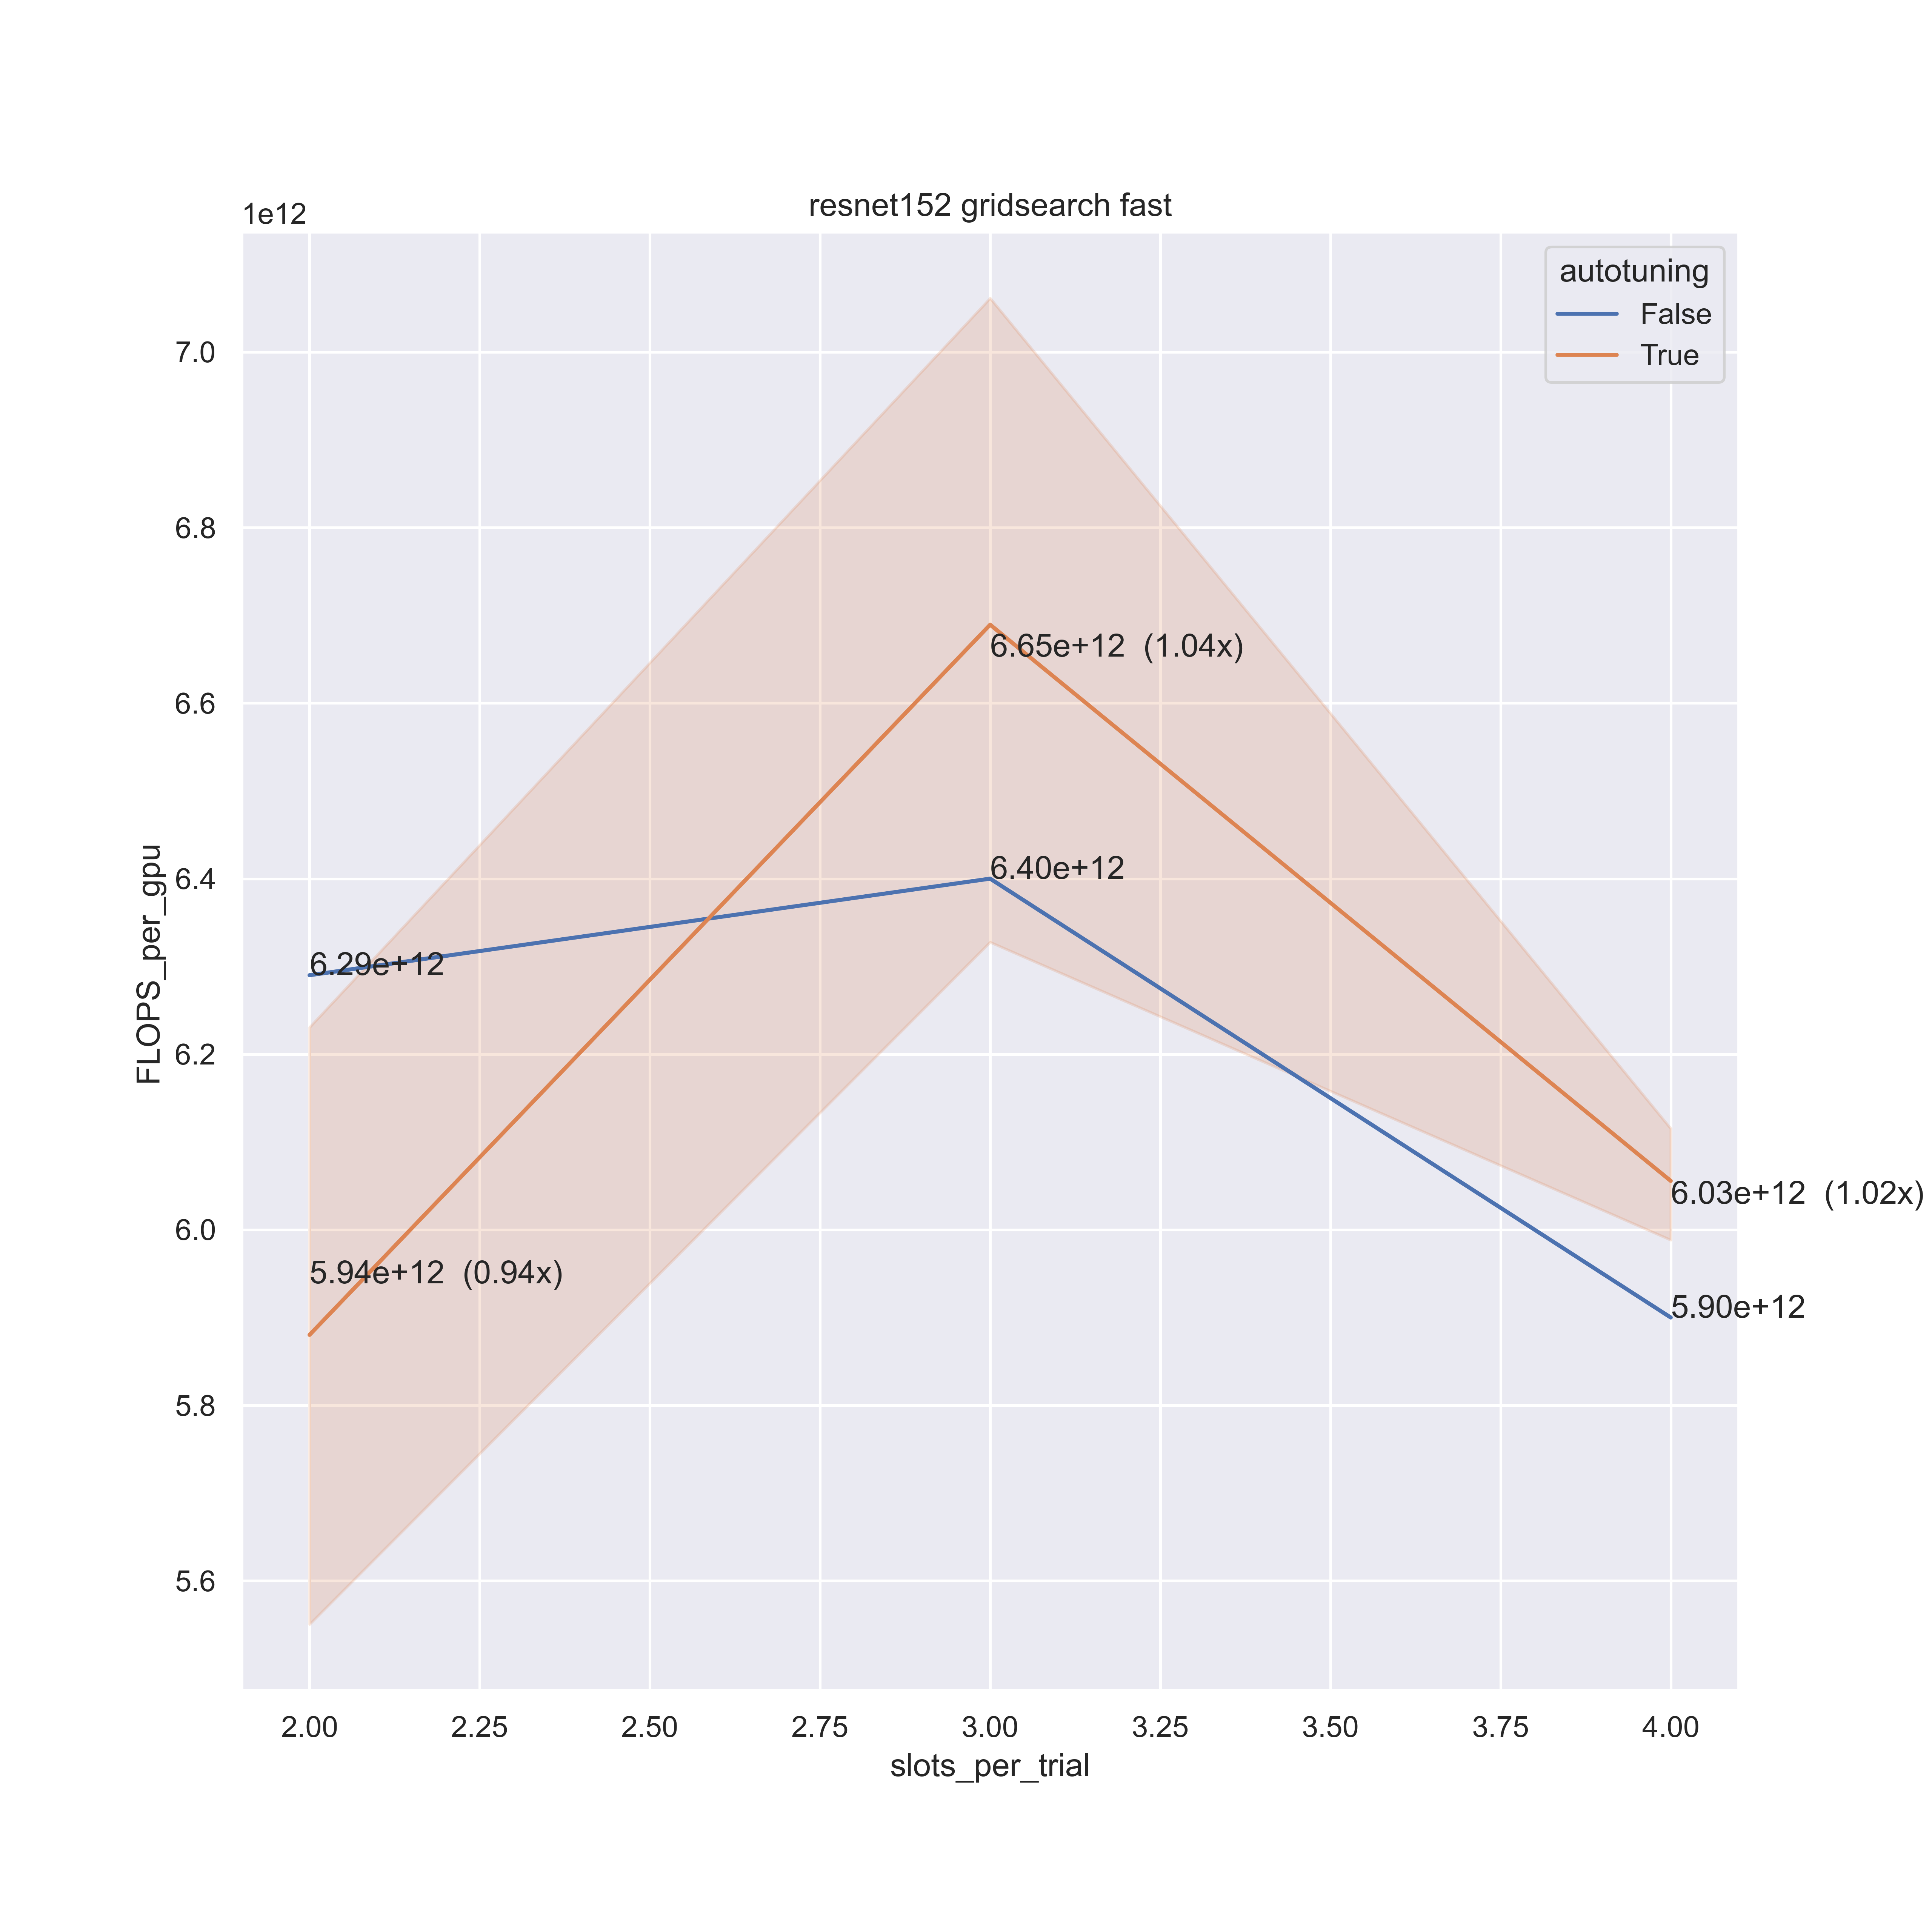 resnet152 gridsearch fast
1e12
autotuning
False
True
7.0
6.8
6.6
6.4
6.2
6.0
5.8
5.6
FLOPS_per_gpu
6.65e+12 (1.04x)
6.40e+12
6.29e+12
6.03e+12 (1.02x)
5.94e+12 (0.94x)
5.90e+12
2.00
2.25
2.50
2.75
3.00
3.25
3.50
3.75
4.00
slots_per_trial